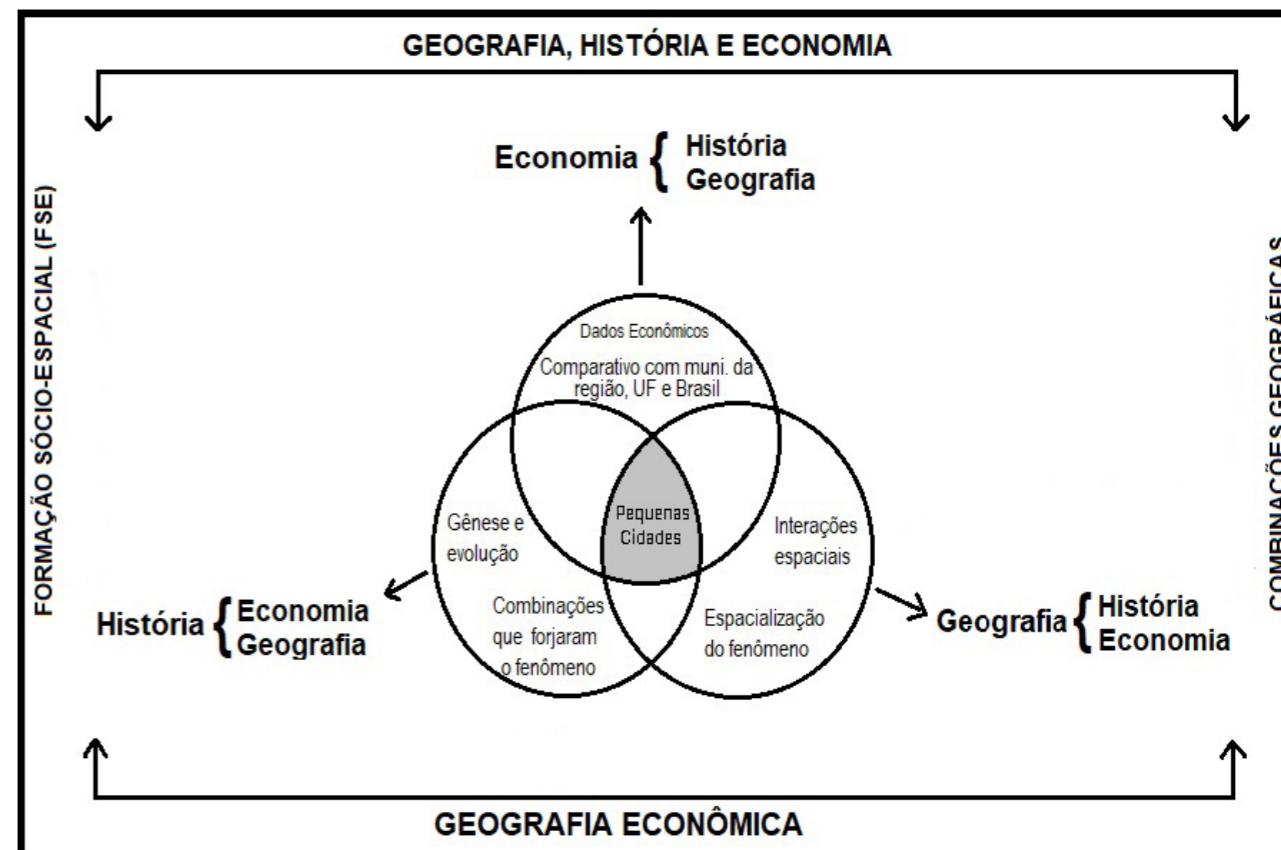 GEOGRAFIA, HISTÓRIA E ECONOMIA
Economia { História
Geografia
FORMAÇÃO SÓCIO-ESPACIAL (FSE)
COMBINAÇÕES GEOGRÁFICAS
Dados Econômicos
Comparativo com muni. da
região, UF e Brasil
Pequenas
Cidades
Gênese e
evolução
Combinações
que forjaram
o fenômeno
Interações
espaciais
Espacialização
do fenômeno
História { Economia
Geografia
Geografia { História
Economia
GEOGRAFIA ECONÔMICA